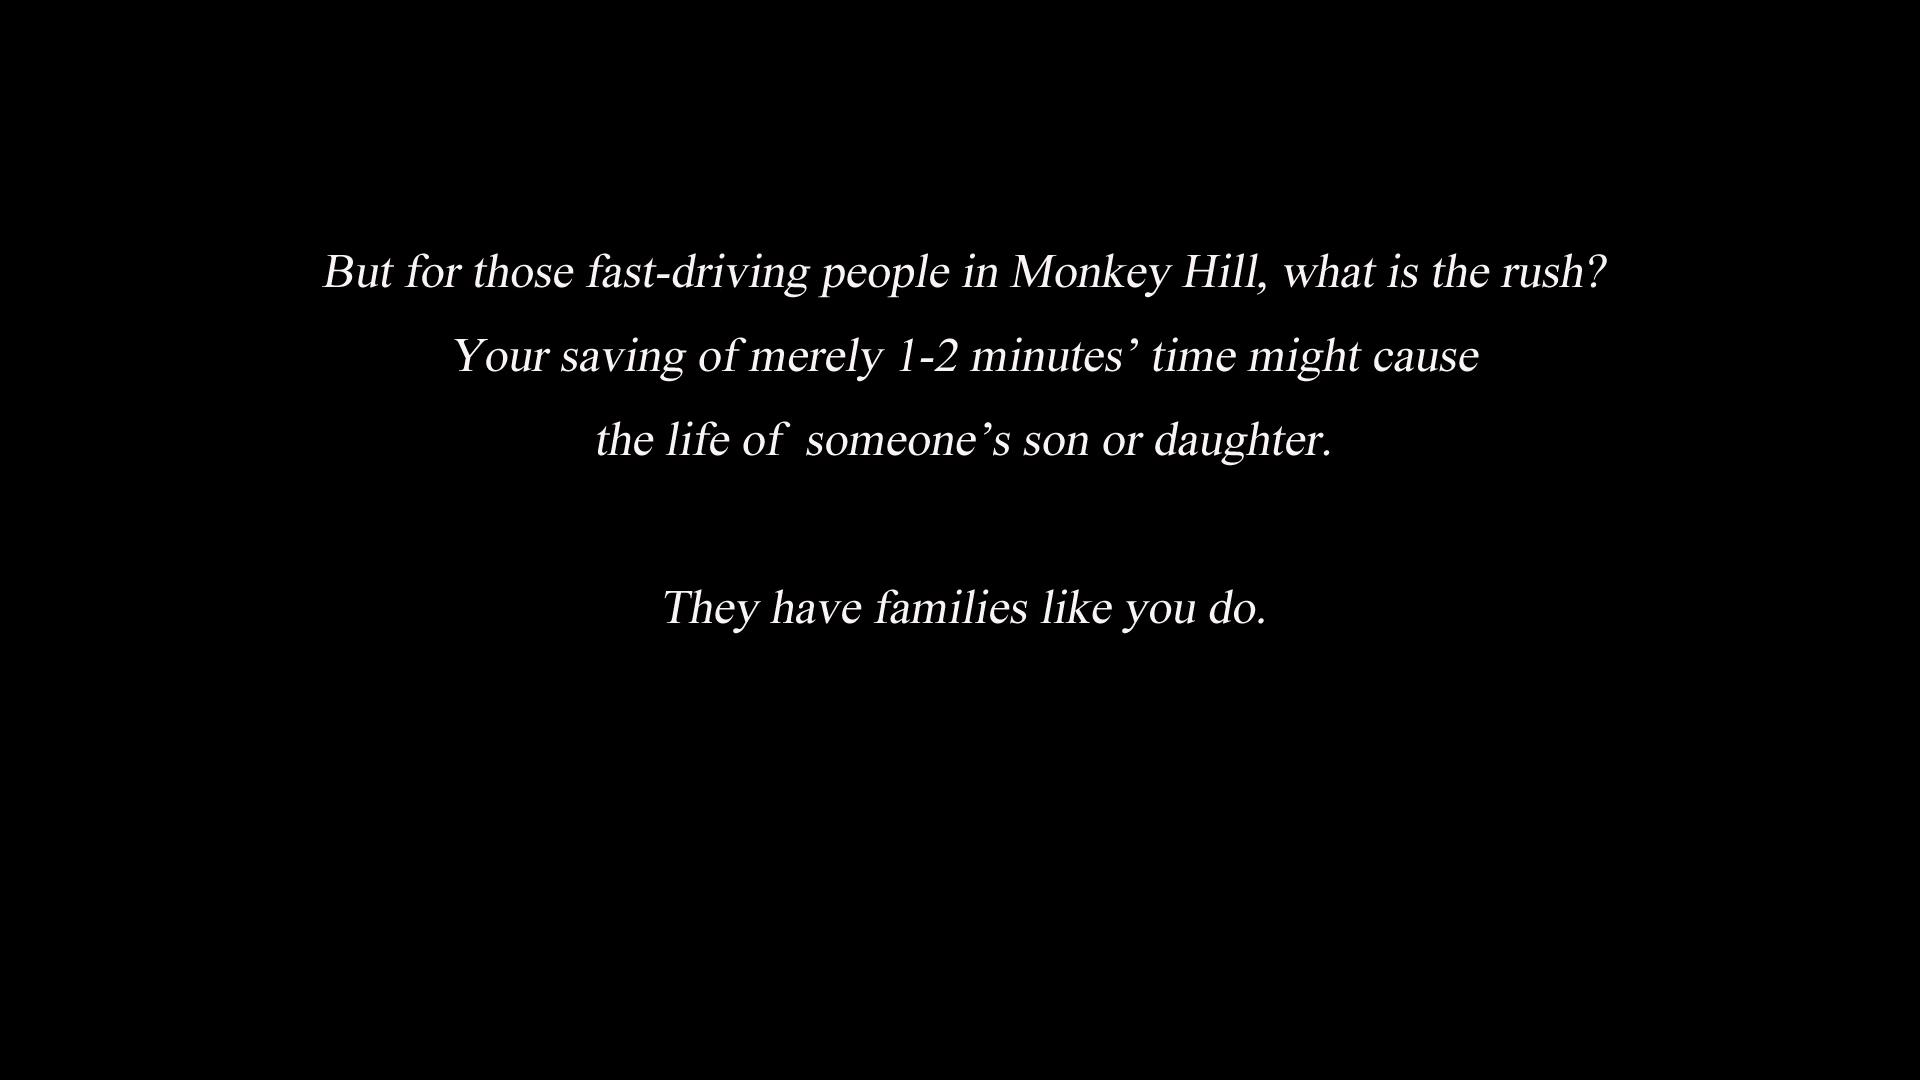 But for those fast-driving people in Monkey Hill, what is the rush?
Your saving of merely 1-2 minutes’ time might cause
the life of  someone’s son or daughter.
They have families like you do.